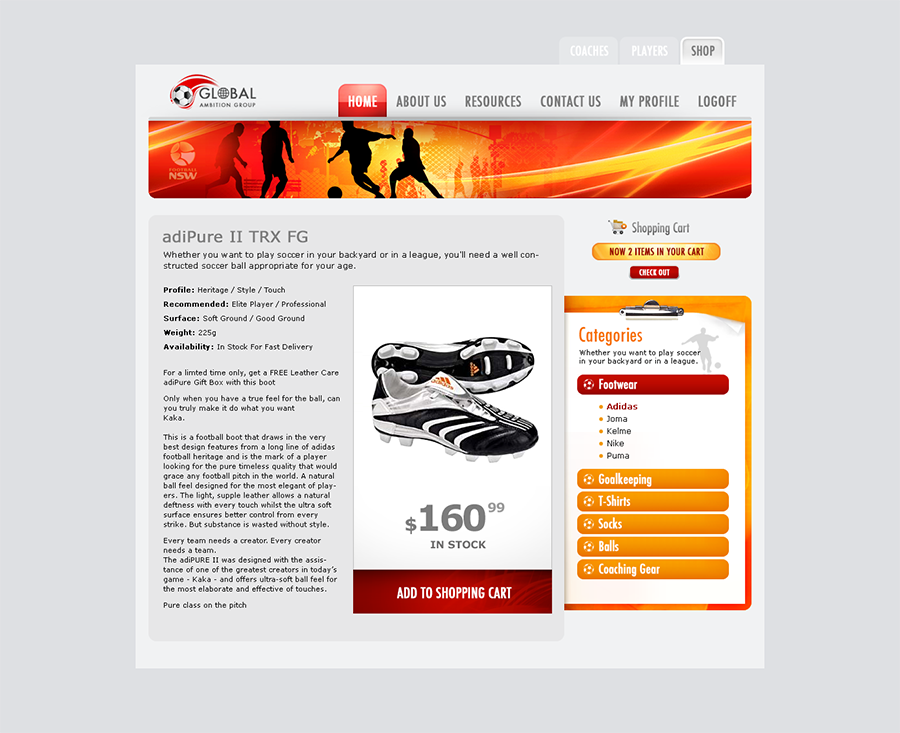 COACHES PLAYERS SHOP
GLOBAL
AMBITION GROUP
HOME ABOUT US RESOURCES CONTACT US MY PROFILE LOGOFF
FOOTBALL
NSW
adiPure II TRX FG
Whether you want to play soccer in your backyard or in a league, you'll need a well con-
structed soccer ball appropriate for your age.
Profile: Heritage / Style / Touch
Recommended: Elite Player / Professional
Surface: Soft Ground / Good Ground
Weight: 225g
Availability: In Stock For Fast Delivery
For a limted time only, get a FREE Leather Care
adiPure Gift Box with this boot
Only when you have a true feel for the ball, can
you truly make it do what you want
Kaka.
This is a football boot that draws in the very
best design features from a long line of adidas
football heritage and is the mark of a player
looking for the pure timeless quality that would
grace any football pitch in the world. A natural
ball feel designed for the most elegant of play-
ers. The light, supple leather allows a natural
deftness with every touch whilst the ultra soft
surface ensures better control from every
strike. But substance is wasted without style.
Every team needs a creator. Every creator
needs a team.
The adiPURE II was designed with the assis-
tance of one of the greatest creators in today's
game - Kaka - and offers ultra-soft ball feel for
the most elaborate and effective of touches.
Pure class on the pitch
$160 99
IN STOCK
ADD TO SHOPPING CART
Shopping Cart
NOW 2 ITEMS IN YOUR CART
CHECK OUT
Categories
Whether you want to play soccer
in your backyard or in a league.
Footwear
Adidas
Joma
Kelme
Nike
Puma
Goalkeeping
T-Shirts
Socks
Balls
Coaching Gear